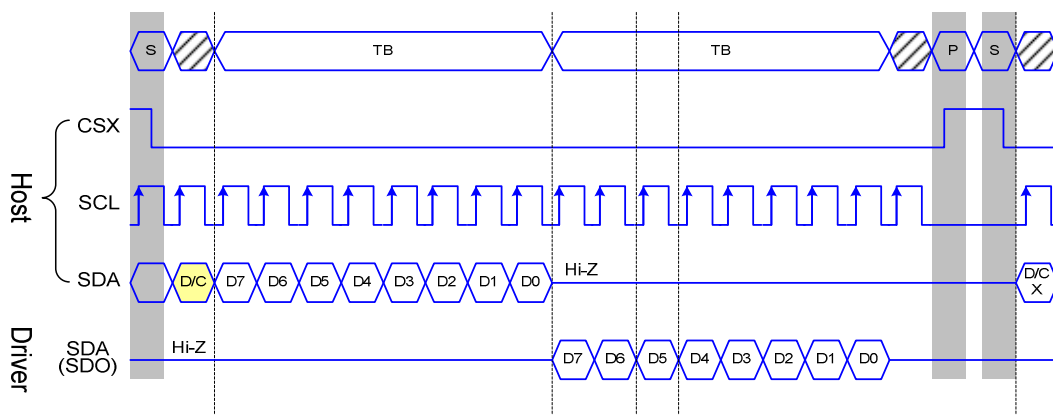 S TB TB P S
CSX
Host
SCL
SDA D/C D7 D6 D5 D4 D3 D2 D1 D0 Hi-Z D/C
X
Driver
SDA
(SDO) Hi-Z D7 D6 D5 D4 D3 D2 D1 D0